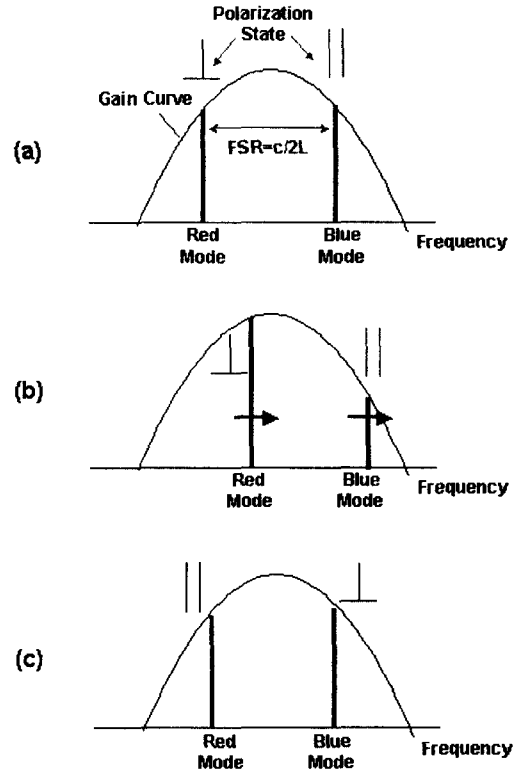 Polarization
State
⊥
||
Gain Curve
(a)
FSR=c/2L
Red
Mode
Blue
Mode
Frequency
(b)
⊥
||
Red
Mode
Blue
Mode
Frequency
(c)
||
⊥
Red
Mode
Blue
Mode
Frequency